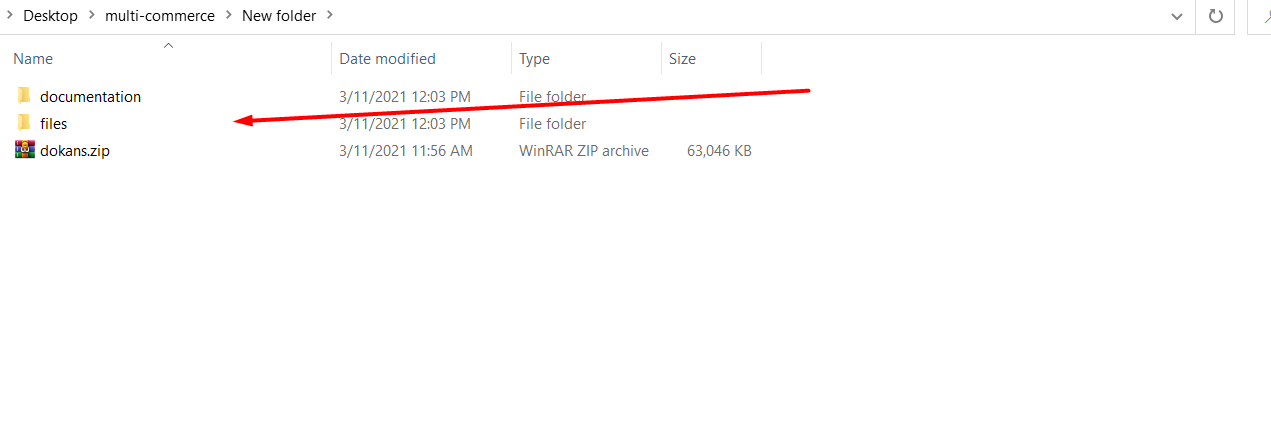 Desktop multi-commerce New folder
Name Date modified Type Size
documentation 3/11/2021 12:03 PM File folder
files 3/11/2021 12:03 PM File folder
dokans.zip 3/11/2021 11:56 AM WinRAR ZIP archive 63,046 KB